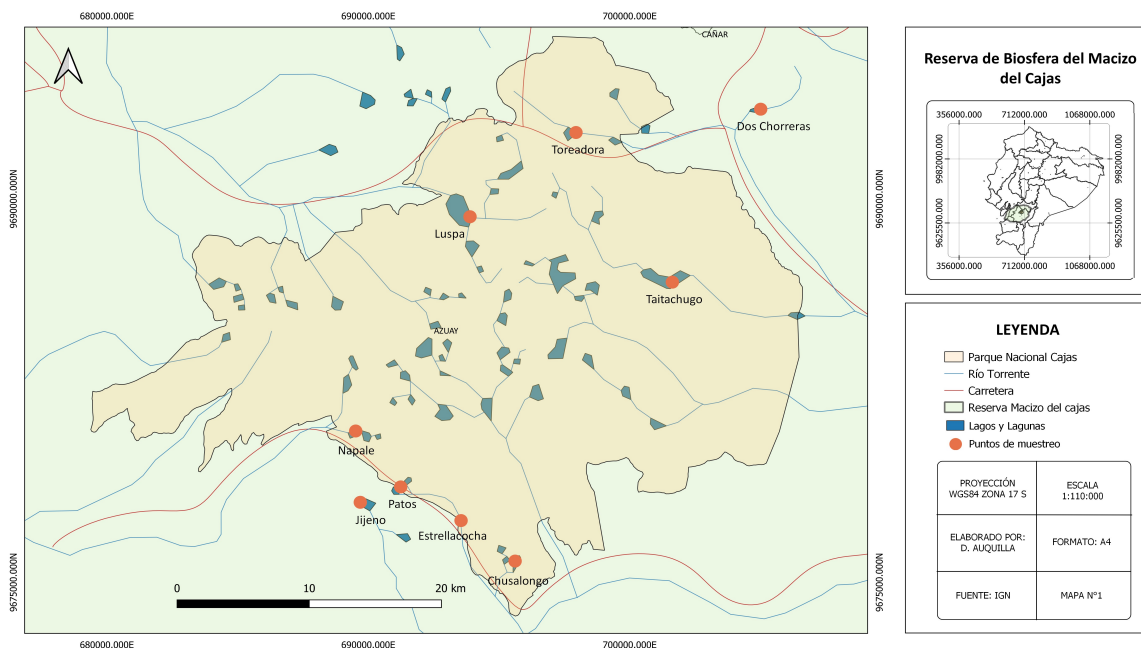 680000.000E
690000.000E
700000.000E
CAÑAR
Dos Chorreras
Toreadora
9690000.000N
9690000.000N
Luspa
Taitachugo
AZUAY
Napale
Patos
Jijeno
Estrellacocha
Chusalongo
9675000.000N
9675000.000N
0
10
20 km
680000.000E
690000.000E
700000.000E
Reserva de Biosfera del Macizo
del Cajas
356000.000
712000.000
1068000.000
9982000.000
9982000.000
9625500.000
9625500.000
356000.000
712000.000
1068000.000
LEYENDA
Parque Nacional Cajas
Río Torrente
Carretera
Reserva Macizo del cajas
Lagos y Lagunas
Puntos de muestreo
PROYECCIÓN
WGS84 ZONA 17 S
ESCALA
1:110:000
ELABORADO POR:
D. AUQUILLA
FORMATO: A4
FUENTE: IGN
MAPA N°1